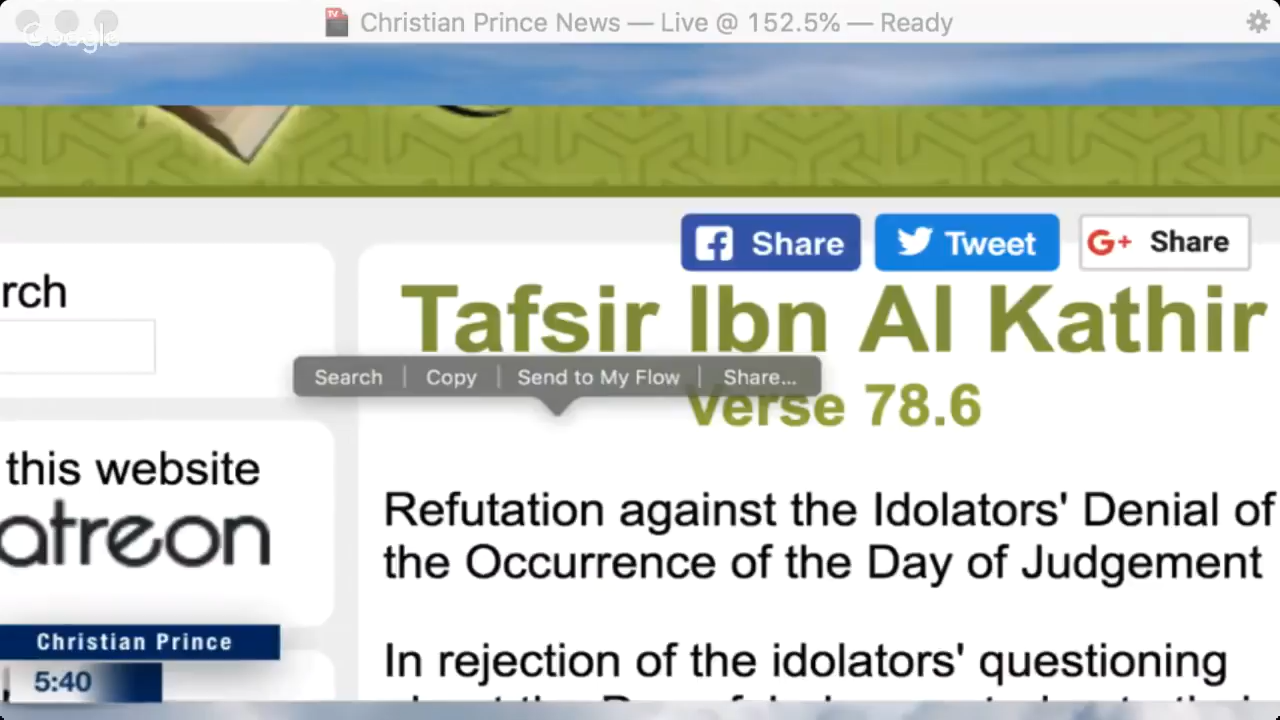 Christian Prince News — Live @ 152.5% — Ready
Google
Share
Tweet
G+ Share
rch
Tafsir Ibn Al Kathir
Search | Copy | Send to My Flow | Share...
Verse 78.6
this website
atreon
Refutation against the Idolators' Denial of
the Occurrence of the Day of Judgement
In rejection of the idolators' questioning
Christian Prince
5:40